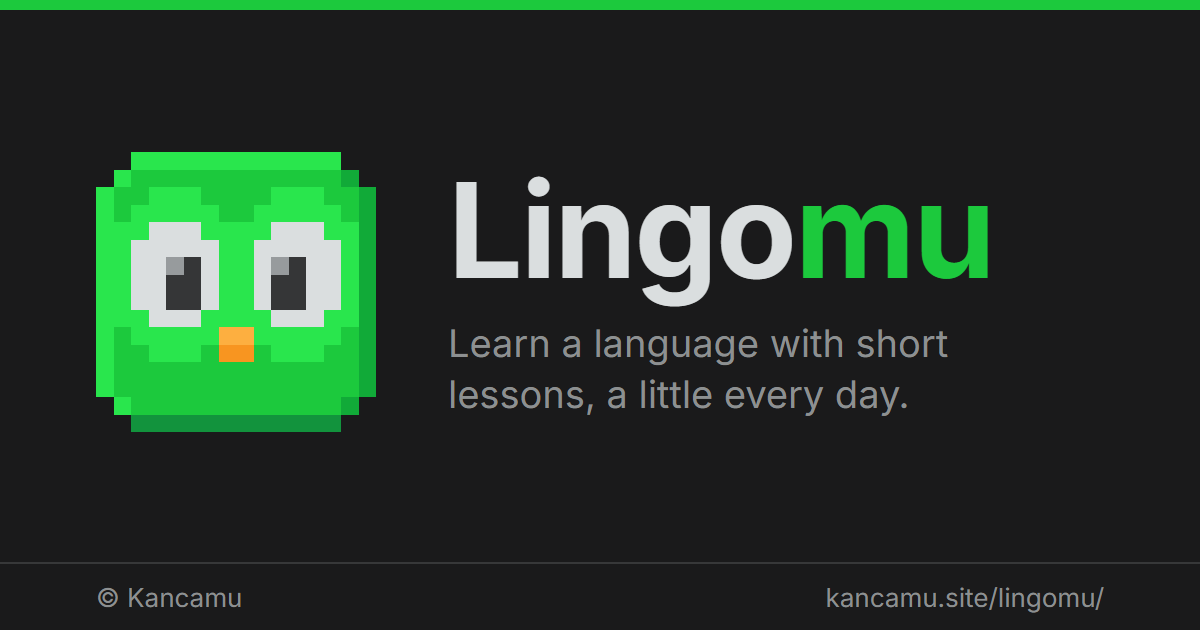 Lingomu
Learn a language with short
lessons, a little every day.
© Kancamu
kancamu.site/lingomu/